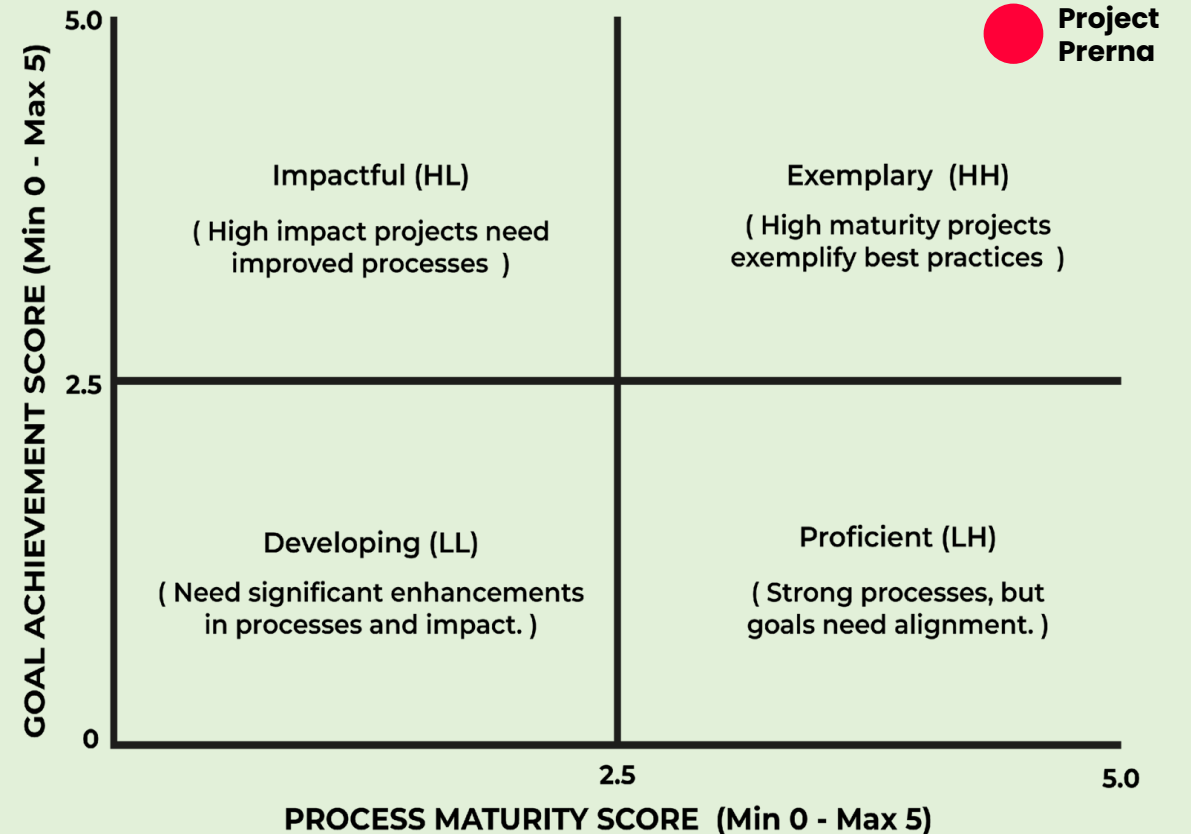 5.0
Project
Prerna
GOAL ACHIEVEMENT SCORE (Min 0 - Max 5)
Impactful (HL)
( High impact projects need
improved processes )
Exemplary (HH)
( High maturity projects
exemplify best practices )
2.5
Developing (LL)
( Need significant enhancements
in processes and impact. )
Proficient (LH)
( Strong processes, but
goals need alignment. )
0
2.5
5.0
PROCESS MATURITY SCORE (Min 0 - Max 5)